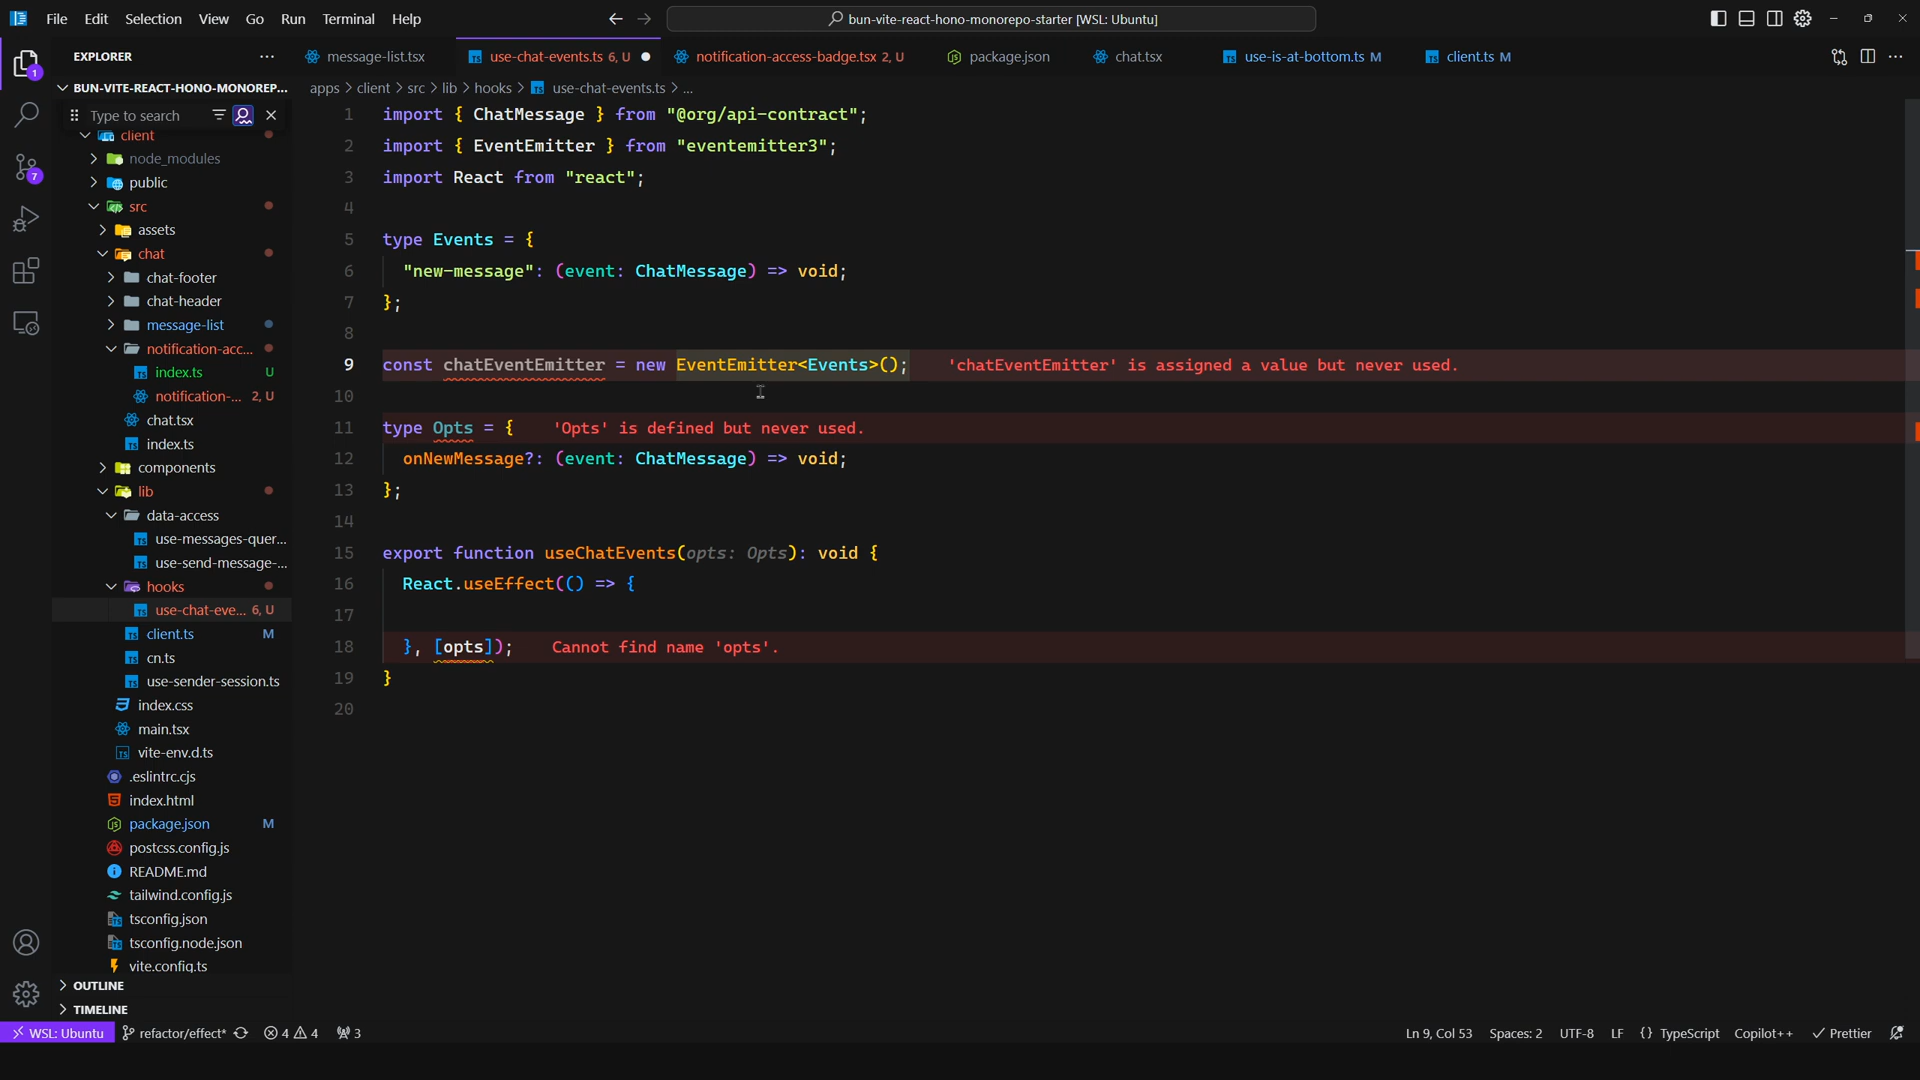 File Edit Selection View Go Run Terminal Help
bun-vite-react-hono-monorepo-starter [WSL: Ubuntu]
EXPLORER
message-list.tsx
use-chat-events.ts 6, U
notification-access-badge.tsx 2, U
package.json
chat.tsx
use-is-at-bottom.ts M
client.ts M
BUN-VITE-REACT-HONO-MONOREP...
apps > client > src > lib > hooks > use-chat-events.ts > ...
Type to search
client
node_modules
public
src
assets
chat
chat-footer
chat-header
message-list
notification-acc...
index.ts U
notification-... 2, U
chat.tsx
index.ts
components
lib
data-access
use-messages-quer...
use-send-message-...
hooks
use-chat-eve... 6, U
client.ts M
cn.ts
use-sender-session.ts
index.css
main.tsx
vite-env.d.ts
.eslintrc.cjs
index.html
package.json M
postcss.config.js
README.md
tailwind.config.js
tsconfig.json
tsconfig.node.json
vite.config.ts
OUTLINE
TIMELINE
1 import { ChatMessage } from "@org/api-contract";
2 import { EventEmitter } from "eventemitter3";
3 import React from "react";
4
5 type Events = {
6 "new-message": (event: ChatMessage) => void;
7 };
8
9 const chatEventEmitter = new EventEmitter<Events>(); 'chatEventEmitter' is assigned a value but never used.
10
11 type Opts = { 'Opts' is defined but never used.
12 onNewMessage?: (event: ChatMessage) => void;
13 };
14
15 export function useChatEvents(opts: Opts): void {
16 React.useEffect(() => {
17
18 }, [opts]); Cannot find name 'opts'.
19 }
20
1
7
WSL: Ubuntu refactor/effect* 4 4 3
Ln 9, Col 53 Spaces: 2 UTF-8 LF {} TypeScript Copilot++ Prettier